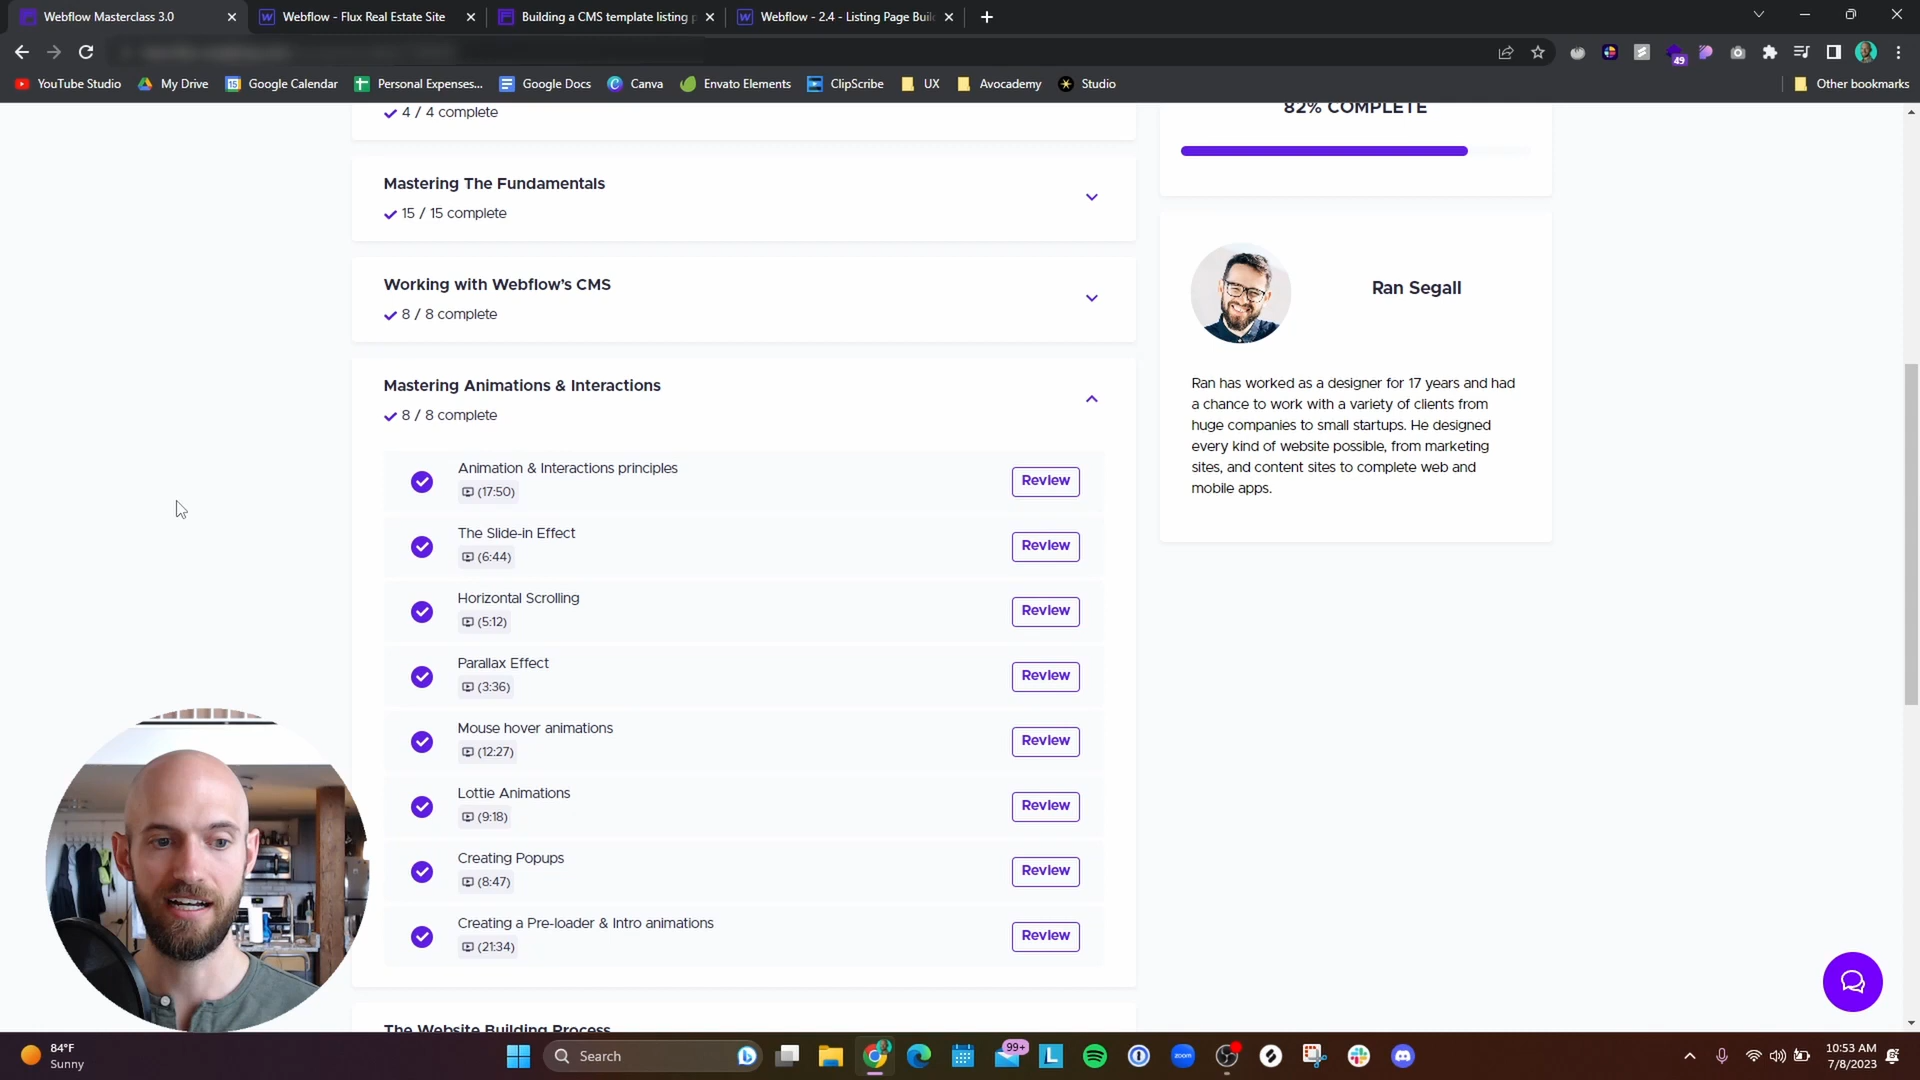 Webflow Masterclass 3.0
Webflow - Flux Real Estate Site
Building a CMS template listing p
Webflow - 2.4 - Listing Page Buil
49
YouTube Studio
My Drive
Google Calendar
Personal Expenses...
Google Docs
Canva
Envato Elements
ClipScribe
UX
Avocademy
Studio
Other bookmarks
4 / 4 complete
Mastering The Fundamentals
15 / 15 complete
Working with Webflow's CMS
8 / 8 complete
Mastering Animations & Interactions
8 / 8 complete
Animation & Interactions principles
(17:50)
Review
The Slide-in Effect
(6:44)
Review
Horizontal Scrolling
(5:12)
Review
Parallax Effect
(3:36)
Review
Mouse hover animations
(12:27)
Review
Lottie Animations
(9:18)
Review
Creating Popups
(8:47)
Review
Creating a Pre-loader & Intro animations
(21:34)
Review
The Website Building Process
82% COMPLETE
Ran Segall
Ran has worked as a designer for 17 years and had
a chance to work with a variety of clients from
huge companies to small startups. He designed
every kind of website possible, from marketing
sites, and content sites to complete web and
mobile apps.
84°F
Sunny
Search
99+
L
zoom
10:53 AM
7/8/2023